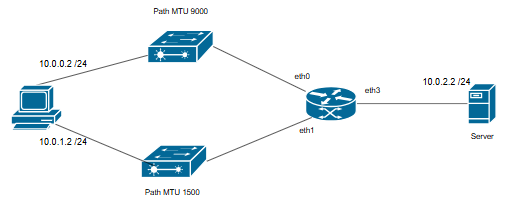 Path MTU 9000
10.0.0.2 /24
eth0
eth3
10.0.2.2 /24
eth1
10.0.1.2 /24
Server
Path MTU 1500